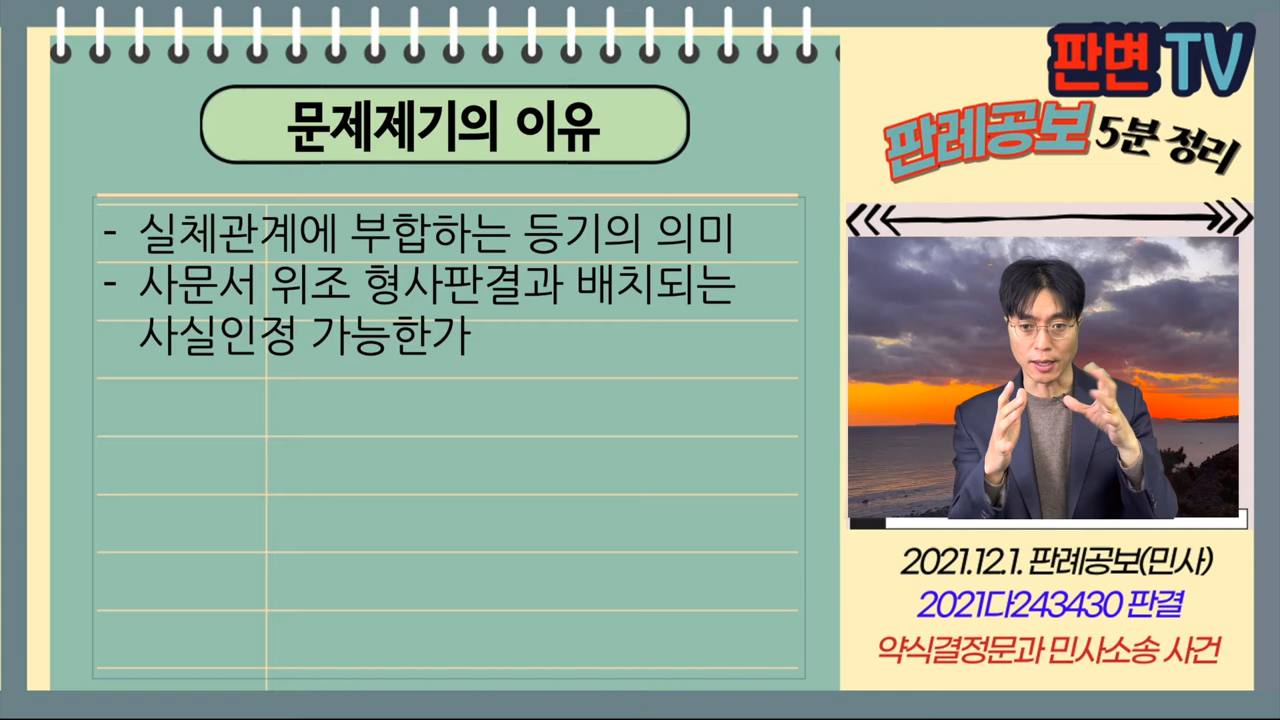 문제제기의 이유
- 실체관계에 부합하는 등기의 의미
- 사문서 위조 형사판결과 배치되는
사실인정 가능한가
판변 TV
판례공보 5분 정리
2021.12.1. 판례공보(민사)
2021다243430 판결
약식결정문과 민사소송 사건